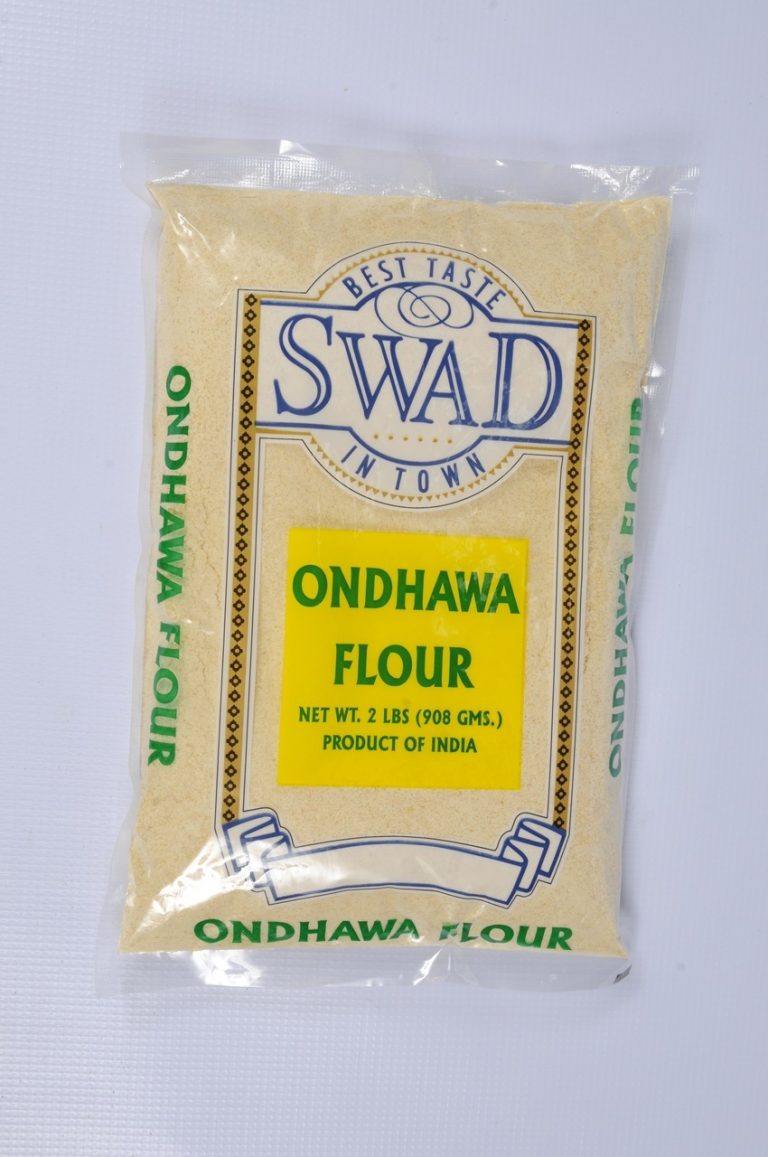 BEST TASTE
SWAD
IN TOWN
ONDHAWA
FLOUR
NET WT. 2 LBS (908 GMS.)
PRODUCT OF INDIA
ONDHAWA FLOUR
ONDHAWA FLOUR
ONDHAWA FLOUR